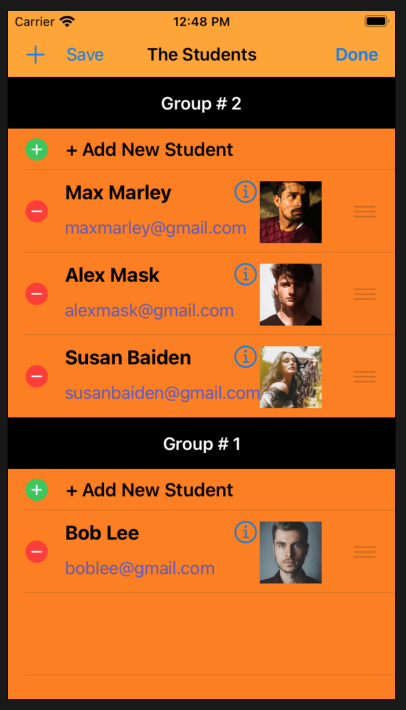 Carrier 12:48 PM
+ Save The Students Done
Group # 2
+ Add New Student
Max Marley
maxmarley@gmail.com
Alex Mask
alexmask@gmail.com
Susan Baiden
susanbaiden@gmail.com
Group # 1
+ Add New Student
Bob Lee
boblee@gmail.com